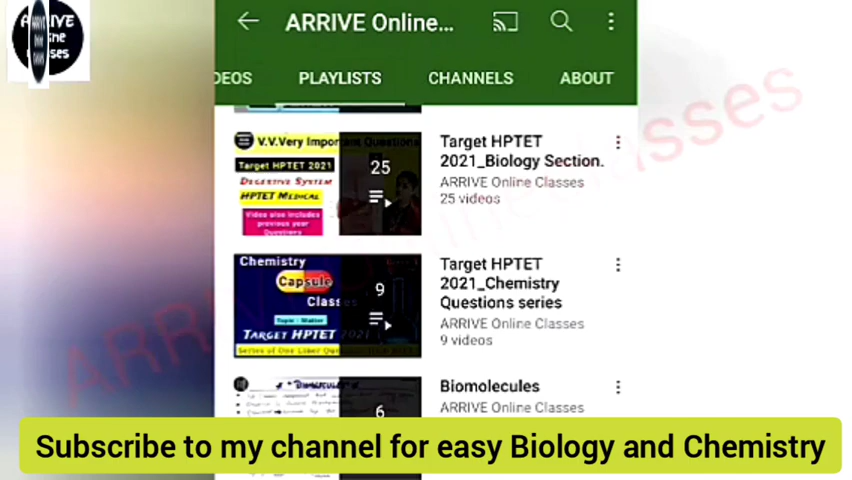 ARRIVE
ARRIVE Online...
DEOS
PLAYLISTS
CHANNELS
ABOUT
V.V.Very Important Questions
Target HPTET 2021
DIGESTIVE SYSTEM
HPTET MEDICAL
Video also includes
previous year
Questions
25
Target HPTET
2021_Biology Section.
ARRIVE Online Classes
25 videos
Chemistry
Capsule
Classes
Topic : Matter
TARGET HPTET 2021
9
Target HPTET
2021_Chemistry
Questions series
ARRIVE Online Classes
9 videos
6
Biomolecules
ARRIVE Online Classes
Subscribe to my channel for easy Biology and Chemistry